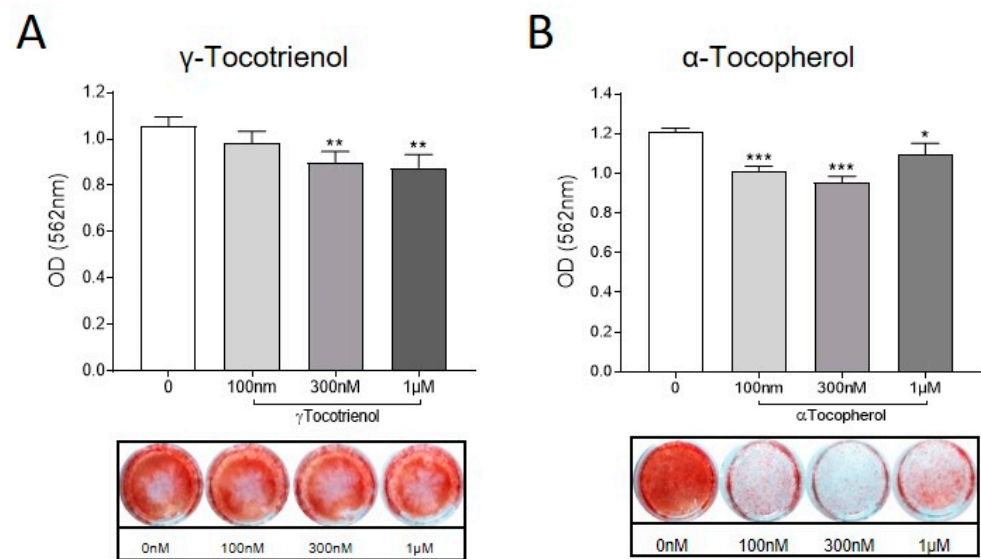 A
γ-Tocotrienol
OD (562nm)
1.2
1.0
0.8
0.6
0.4
0.2
0.0
** **
0 100nm 300nM 1µM
γTocotrienol
0nM 100nM 300nM 1µM
B
α-Tocopherol
OD (562nm)
1.4
1.2
1.0
0.8
0.6
0.4
0.2
0.0
*** *** *
0 100nm 300nM 1µM
αTocopherol
0nM 100nM 300nM 1µM